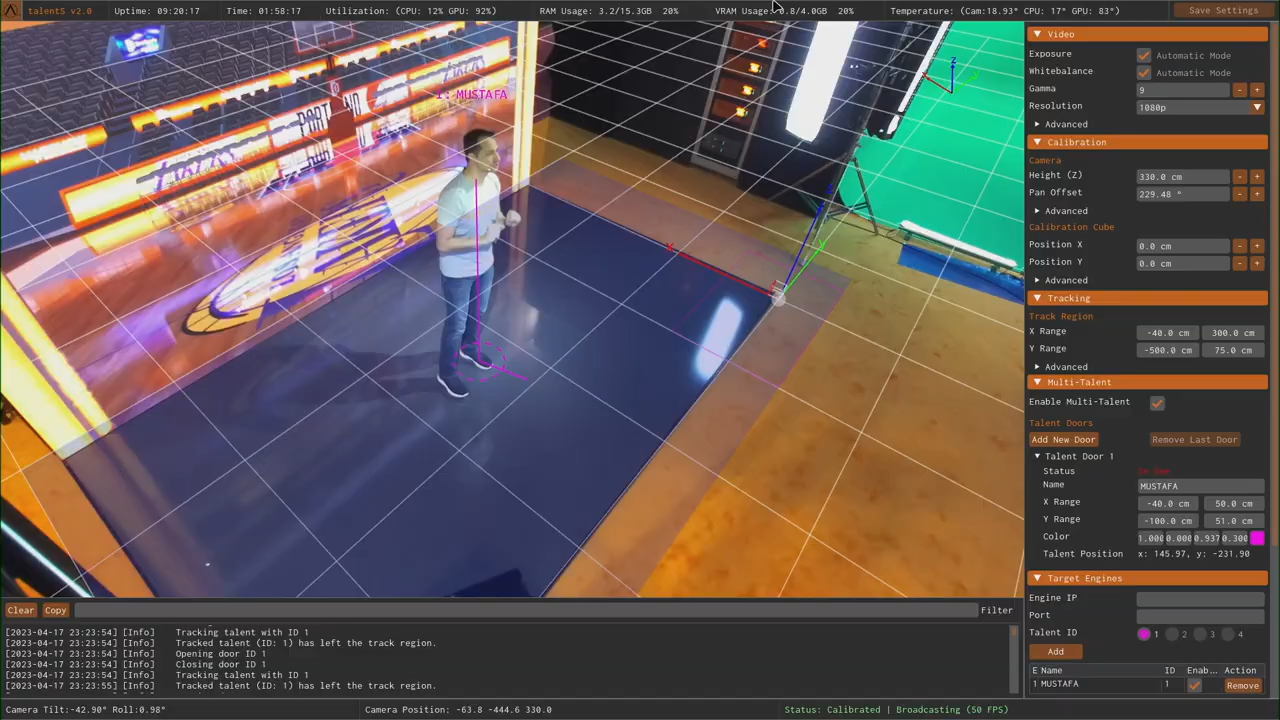 talentS v2.0 Uptime: 09:20:17 Time: 01:58:17 Utilization: (CPU: 12% GPU: 92%) RAM Usage: 3.2/15.3GB 20% VRAM Usage: 0.8/4.0GB 20% Temperature: (Cam:18.93° CPU: 17° GPU: 83°) Save Settings
Video
Exposure Automatic Mode
Whitebalance Automatic Mode
Gamma 9 - +
Resolution 1080p
Advanced
Calibration
Camera
Height (Z) 330.0 cm - +
Pan Offset 229.48 ° - +
Advanced
Calibration Cube
Position X 0.0 cm - +
Position Y 0.0 cm - +
Advanced
Tracking
Track Region
X Range -40.0 cm 300.0 cm
Y Range -500.0 cm 75.0 cm
Advanced
Multi-Talent
Enable Multi-Talent
Talent Doors
Add New Door Remove Last Door
Talent Door 1
Status In Use
Name MUSTAFA
X Range -40.0 cm 50.0 cm
Y Range -100.0 cm 51.0 cm
Color 1.000 0.000 0.937 0.300
Talent Position x: 145.97, y: -231.90
Target Engines
Engine IP
Port
Talent ID 1 2 3 4
Add
E Name ID Enab... Action
1 MUSTAFA 1 Remove
1: MUSTAFA
PORT
X
Y
Z
Clear Copy Filter
[2023-04-17 23:23:54] [Info] Tracking talent with ID 1
[2023-04-17 23:23:54] [Info] Tracked talent (ID: 1) has left the track region.
[2023-04-17 23:23:54] [Info] Opening door ID 1
[2023-04-17 23:23:54] [Info] Closing door ID 1
[2023-04-17 23:23:54] [Info] Tracking talent with ID 1
[2023-04-17 23:23:55] [Info] Tracked talent (ID: 1) has left the track region.
Camera Tilt:-42.90° Roll:0.98° Camera Position: -63.8 -444.6 330.0 Status: Calibrated | Broadcasting (50 FPS)